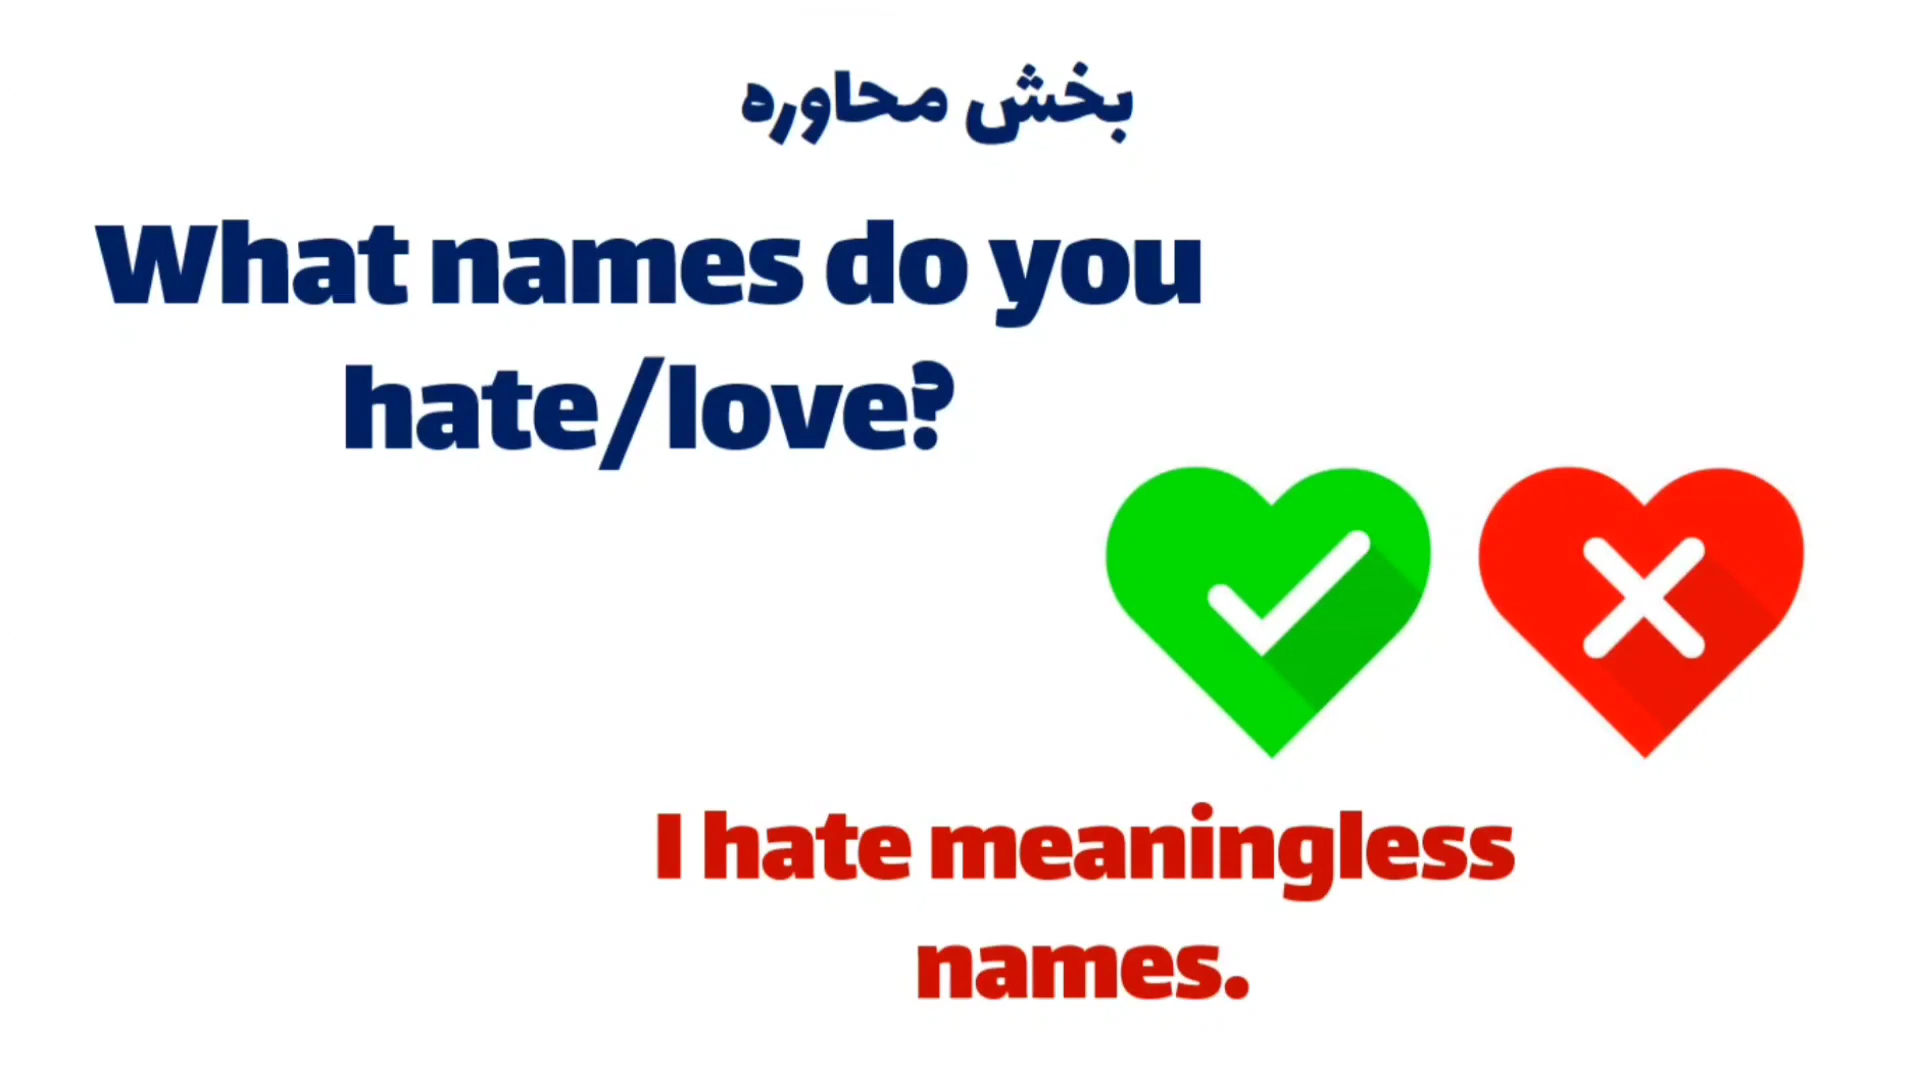 بخش محاوره
What names do you
hate/love?
I hate meaningless
names.